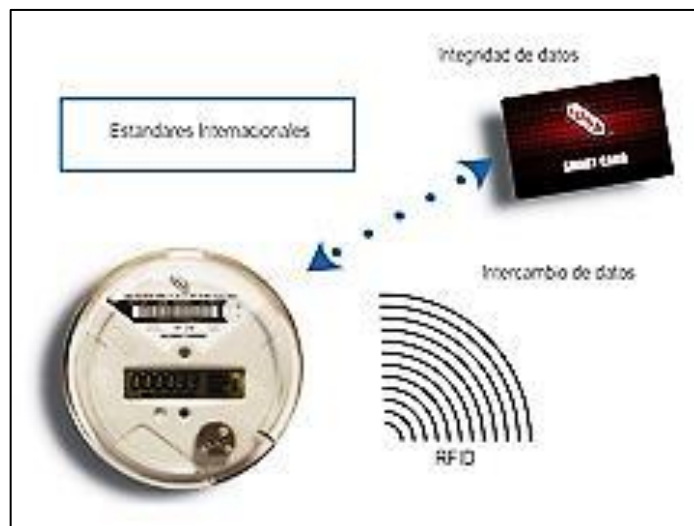 Integridad de datos
Estandares Internacionales
SMART CARD
Intercambio de datos
RFID